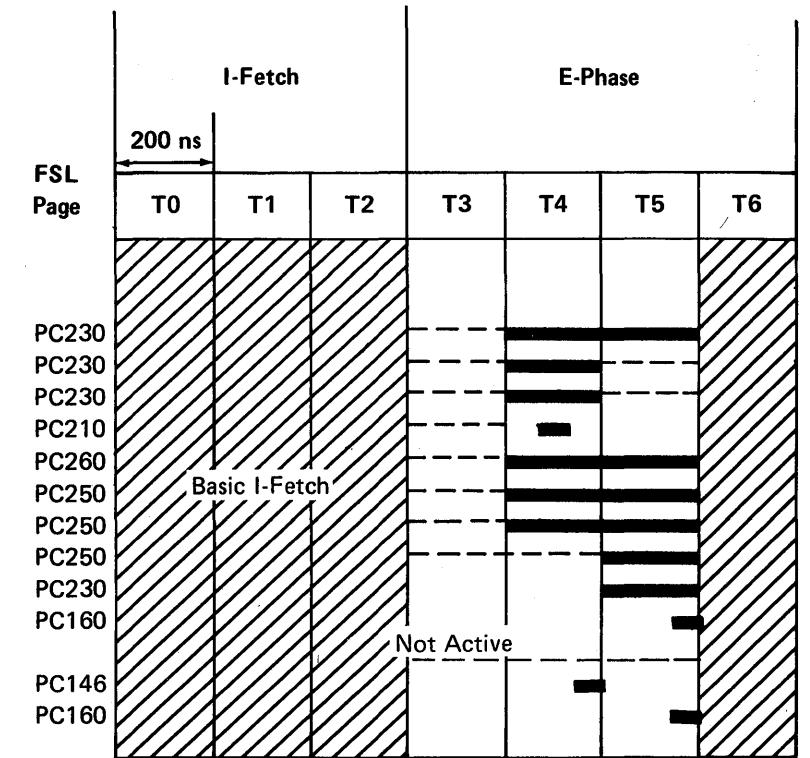 I-Fetch E-Phase
200 ns
FSL
Page T0 T1 T2 T3 T4 T5 T6
PC230
PC230
PC230
PC210
PC260
PC250
Basic I-Fetch
PC250
PC250
PC230
PC160
Not Active
PC146
PC160